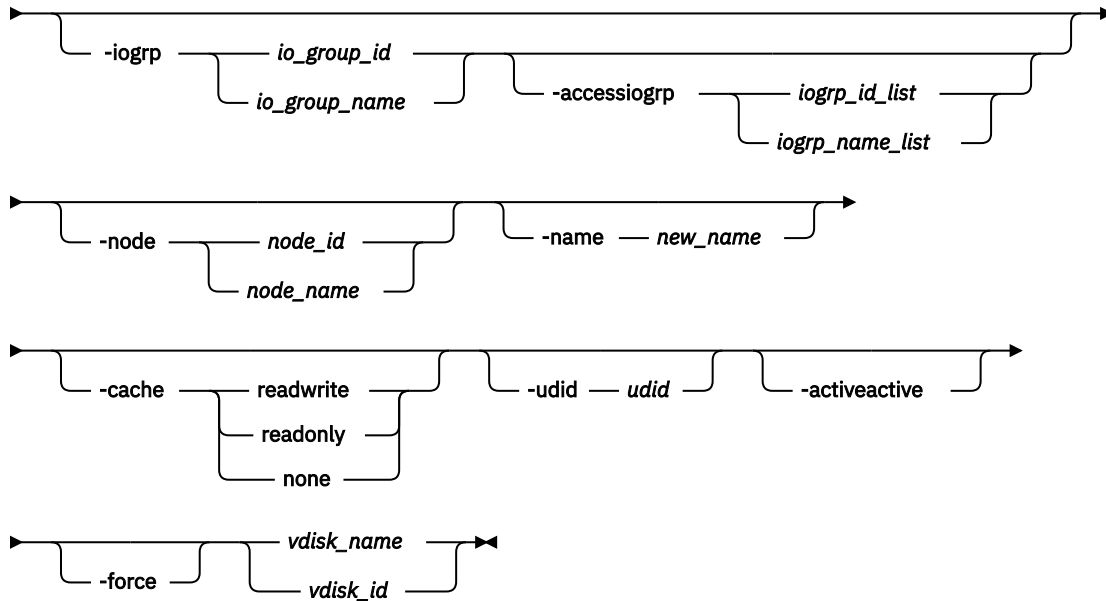 -iogrp io_group_id
io_group_name -accessiogrp iogrp_id_list
iogrp_name_list
-node node_id -name new_name
node_name
-cache readwrite -udid udid -activeactive
readonly
none
-force vdisk_name
vdisk_id